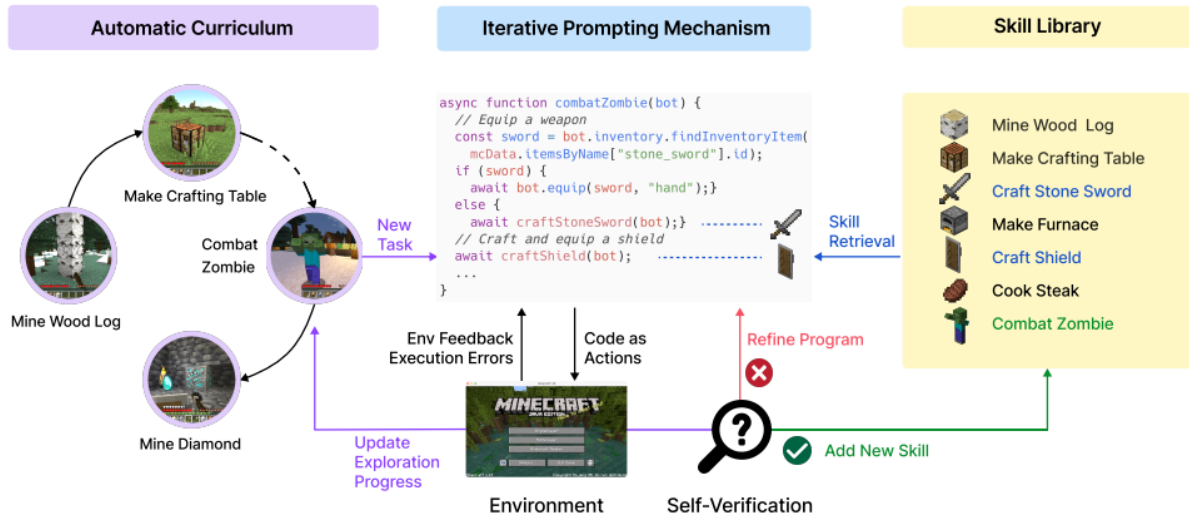 Automatic Curriculum
Iterative Prompting Mechanism
Skill Library
Make Crafting Table
Mine Wood Log
Combat
Zombie
Mine Diamond
New
Task
async function combatZombie(bot) {
// Equip a weapon
const sword = bot.inventory.findInventoryItem(
mcData.itemsByName["stone_sword"].id);
if (sword) {
await bot.equip(sword, "hand");}
else {
await craftStoneSword(bot);}
// Craft and equip a shield
await craftShield(bot);
...
}
Skill
Retrieval
Mine Wood Log
Make Crafting Table
Craft Stone Sword
Make Furnace
Craft Shield
Cook Steak
Combat Zombie
Env Feedback
Execution Errors
Code as
Actions
Refine Program
Update
Exploration
Progress
MINECRAFT
JAVA EDITION
?
Add New Skill
Environment
Self-Verification